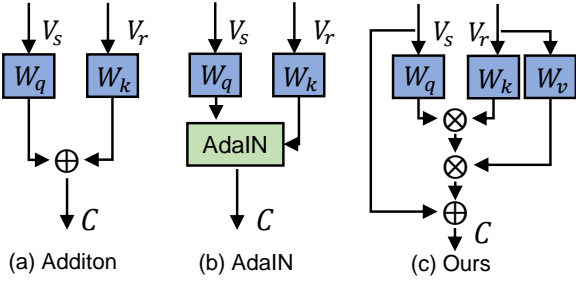 V_s V_r
W_q W_k
⊕
C
(a) Additon
V_s V_r
W_q W_k
AdaIN
C
(b) AdaIN
V_s V_r
W_q W_k W_v
⊗
⊗
⊕
C
(c) Ours